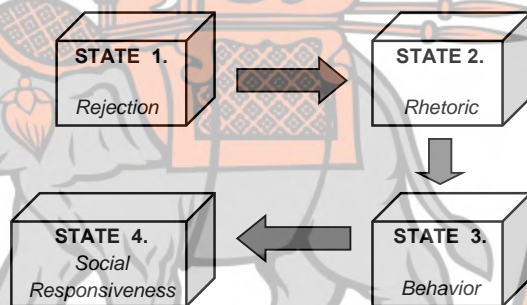 STATE 1.
Rejection
STATE 2.
Rhetoric
STATE 3.
Behavior
STATE 4.
Social
Responsiveness